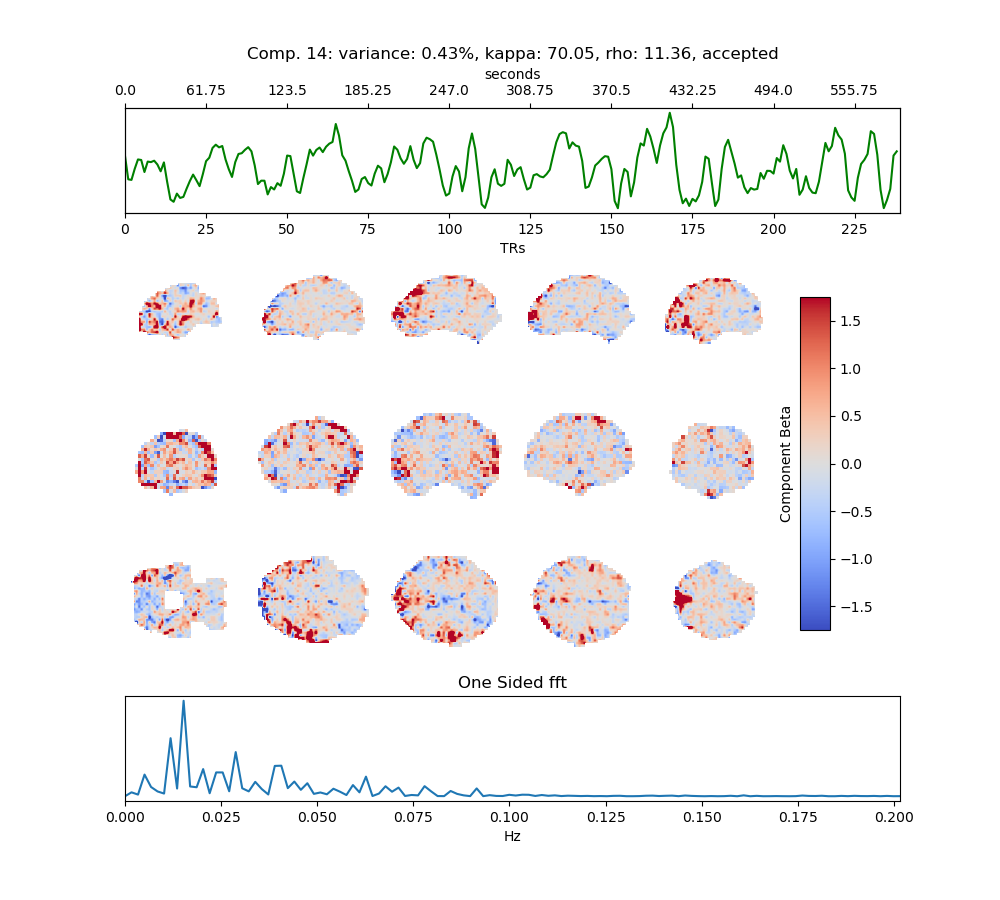 Comp. 14: variance: 0.43%, kappa: 70.05, rho: 11.36, accepted
seconds
0.0 61.75 123.5 185.25 247.0 308.75 370.5 432.25 494.0 555.75
0 25 50 75 100 125 150 175 200 225
TRs
1.5
1.0
0.5
0.0
−0.5
−1.0
−1.5
Component Beta
One Sided fft
0.000 0.025 0.050 0.075 0.100 0.125 0.150 0.175 0.200
Hz